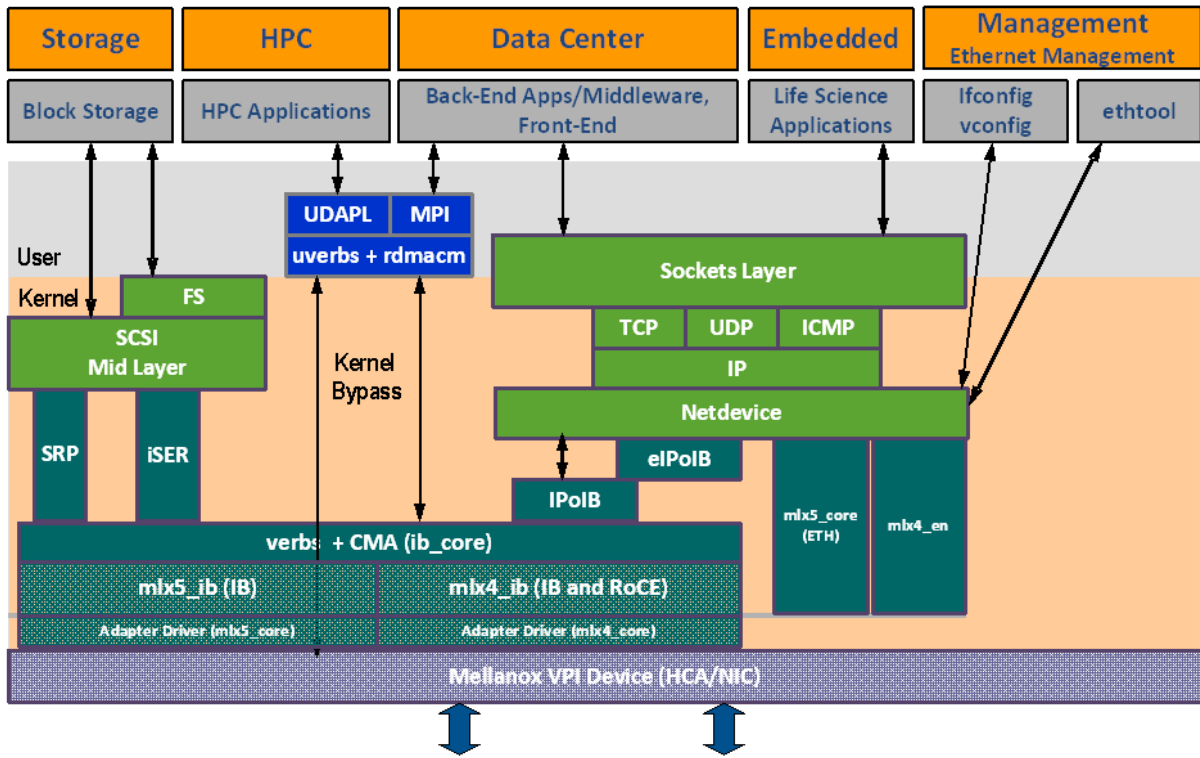 Storage
HPC
Data Center
Embedded
Management
Ethernet Management
Block Storage
HPC Applications
Back-End Apps/Middleware,
Front-End
Life Science
Applications
Ifconfig
vconfig
ethtool
UDAPL
MPI
uverbs + rdmacm
User
Kernel
Sockets Layer
FS
SCSI
Mid Layer
TCP
UDP
ICMP
IP
Kernel
Bypass
Netdevice
SRP
iSER
eIPoIB
IPoIB
mlx5_core
(ETH)
mlx4_en
verbs + CMA (ib_core)
mlx5_ib (IB)
mlx4_ib (IB and RoCE)
Adapter Driver (mlx5_core)
Adapter Driver (mlx4_core)
Mellanox VPI Device (HCA/NIC)